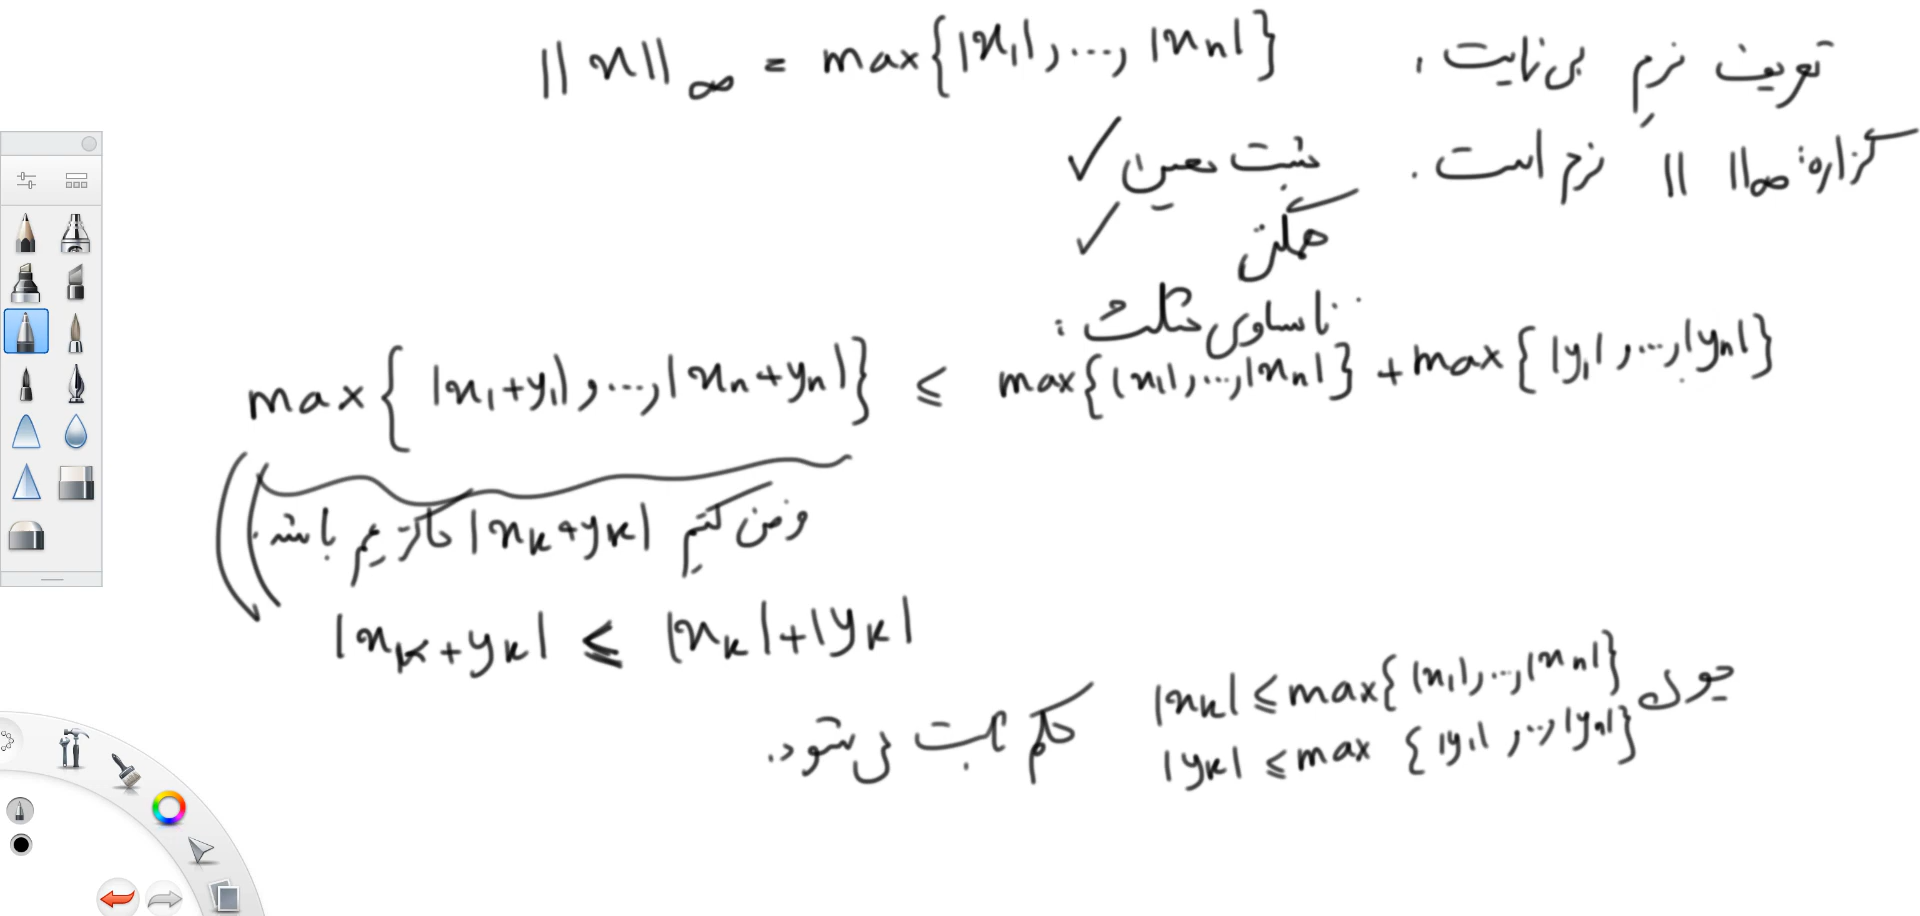 تعریف نرم بی‌نهایت : ||x||∞ = max{|x₁|,...,|xₙ|}
گزاره: || ||∞ نرم است. مثبت معین ✓
همگن ✓
نامساوی مثلث :
max{|x₁+y₁|,...,|xₙ+yₙ|} ≤ max{|x₁|,...,|xₙ|} + max{|y₁|,...,|yₙ|}
فرض کنیم |xₖ+yₖ| ماکزیمم باشد.
|xₖ+yₖ| ≤ |xₖ|+|yₖ|
چون |xₖ| ≤ max{|x₁|,...,|xₙ|}
|yₖ| ≤ max{|y₁|,...,|yₙ|}
حکم ثابت می شود.